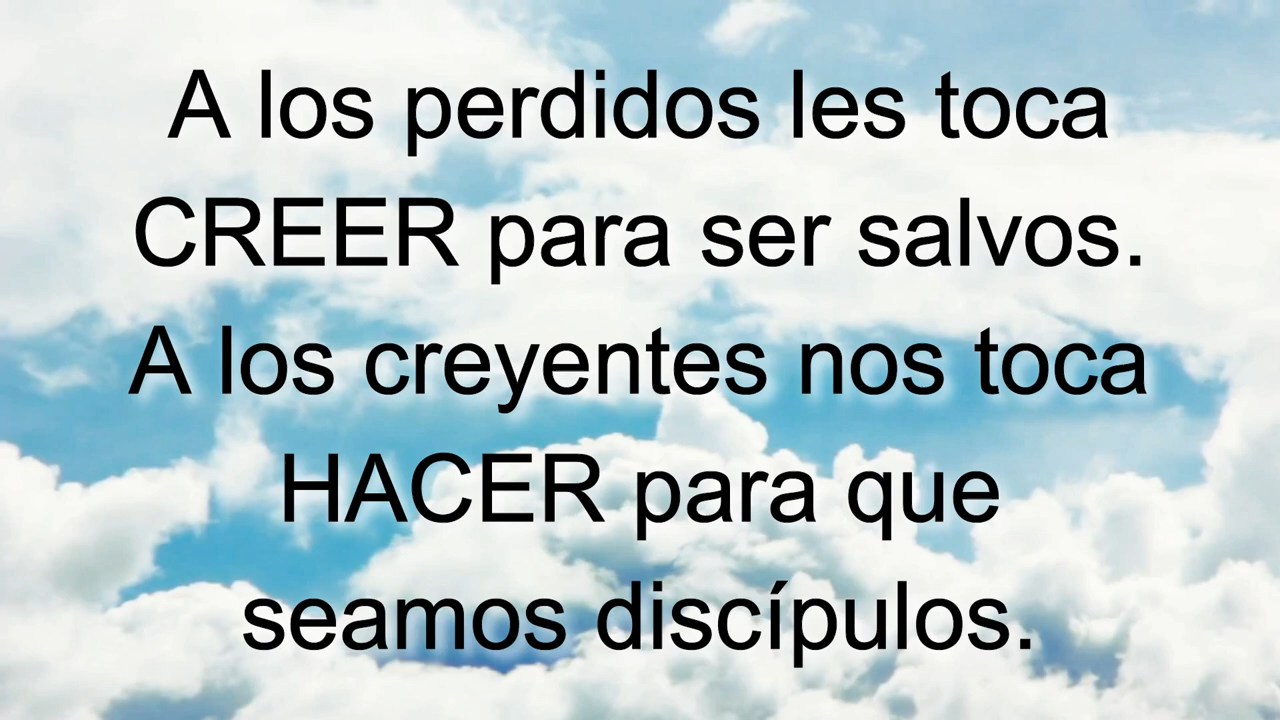 A los perdidos les toca
CREER para ser salvos.
A los creyentes nos toca
HACER para que
seamos discípulos.